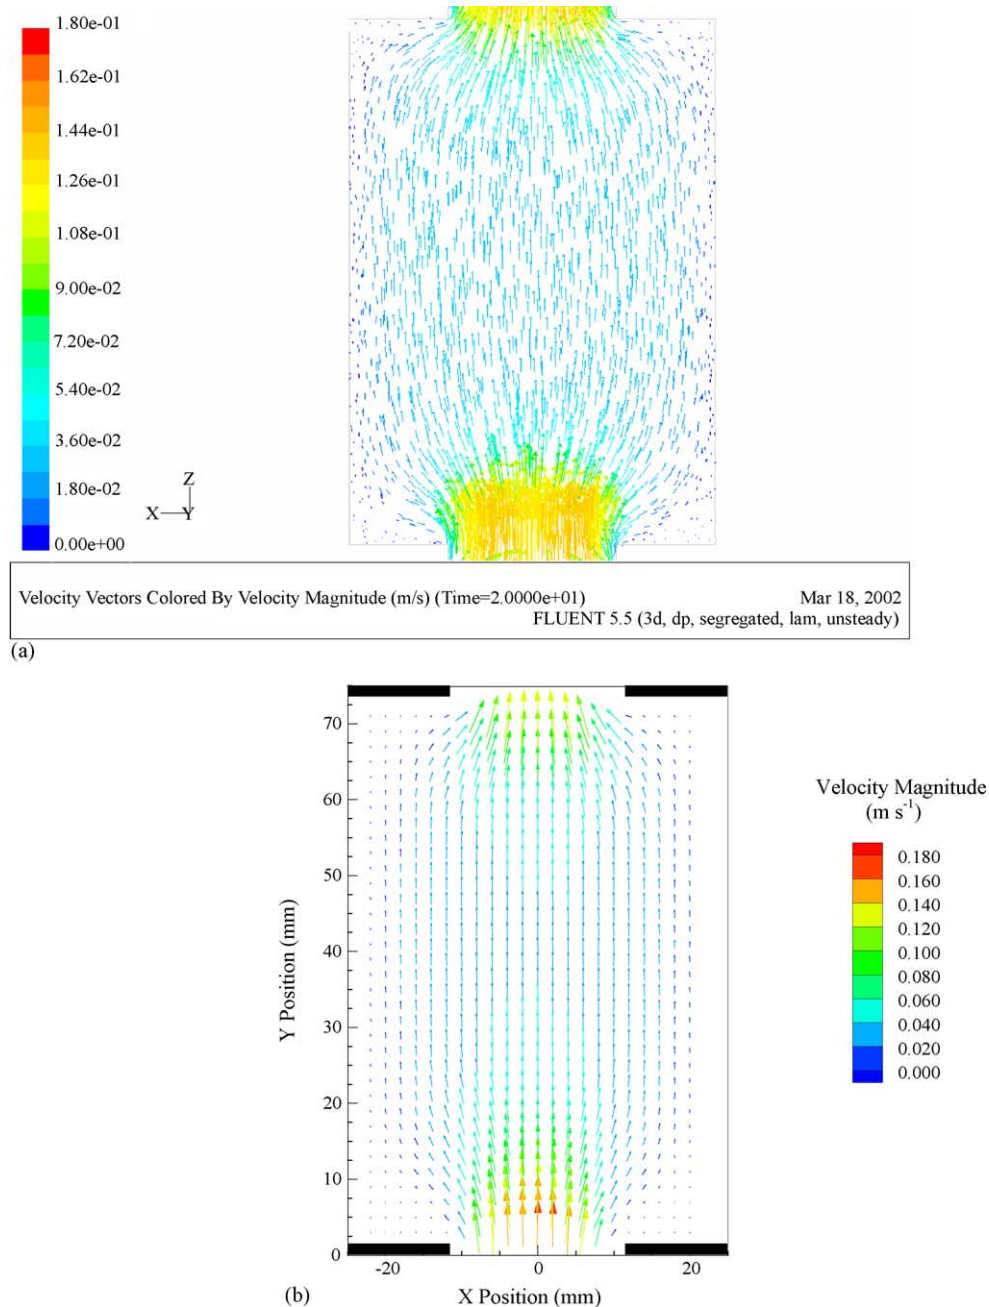 1.80e-01
1.62e-01
1.44e-01
1.26e-01
1.08e-01
9.00e-02
7.20e-02
5.40e-02
3.60e-02
1.80e-02
0.00e+00
Z
X Y
Velocity Vectors Colored By Velocity Magnitude (m/s) (Time=2.0000e+01) Mar 18, 2002
FLUENT 5.5 (3d, dp, segregated, lam, unsteady)
(a)
70
60
50
40
30
20
10
0
Y Position (mm)
-20 0 20
X Position (mm)
(b)
Velocity Magnitude
(m s⁻¹)
0.180
0.160
0.140
0.120
0.100
0.080
0.060
0.040
0.020
0.000